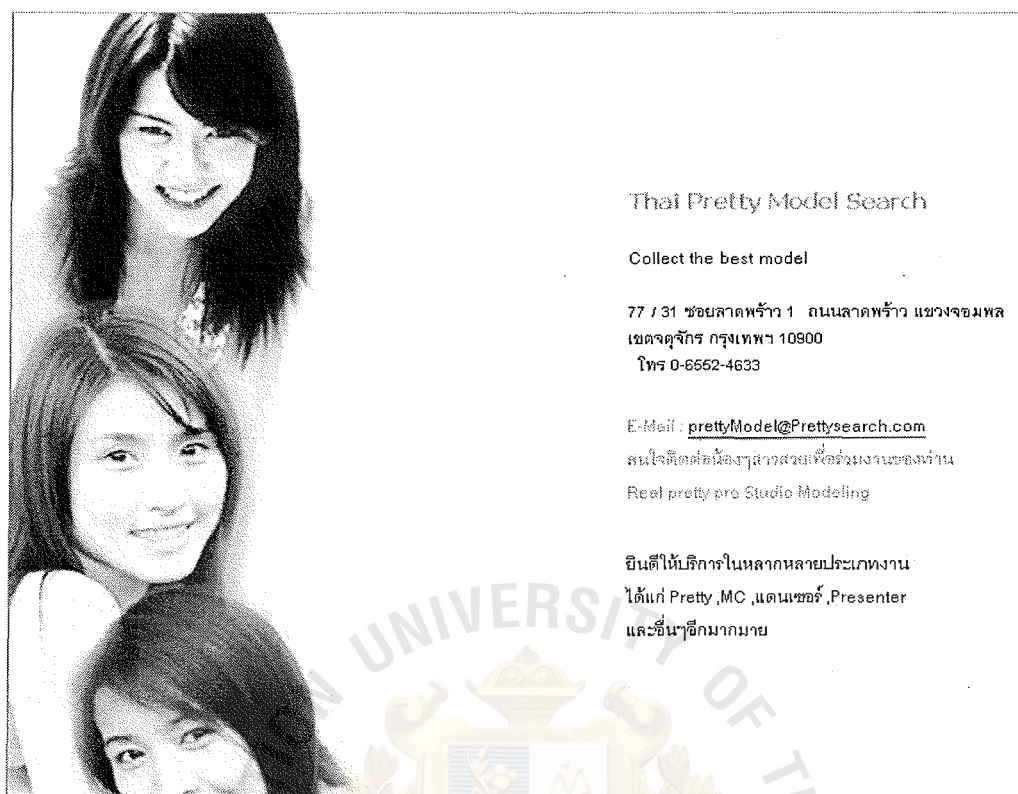 Thai Pretty Model Search
Collect the best model
77 / 31 ซอยลาดพร้าว 1 ถนนลาดพร้าว แขวงจอมพล
เขตจตุจักร กรุงเทพฯ 10900
โทร 0-6552-4633
E-Mail : prettyModel@Prettysearch.com
สนใจติดต่อน้องๆสาวสวยเพื่อร่วมงานของท่าน
Real pretty pro Studio Modeling
ยินดีให้บริการในหลากหลายประเภทงาน
ได้แก่ Pretty ,MC ,แดนเซอร์ ,Presenter
และอื่นๆอีกมากมาย
UNIVERSITY OF